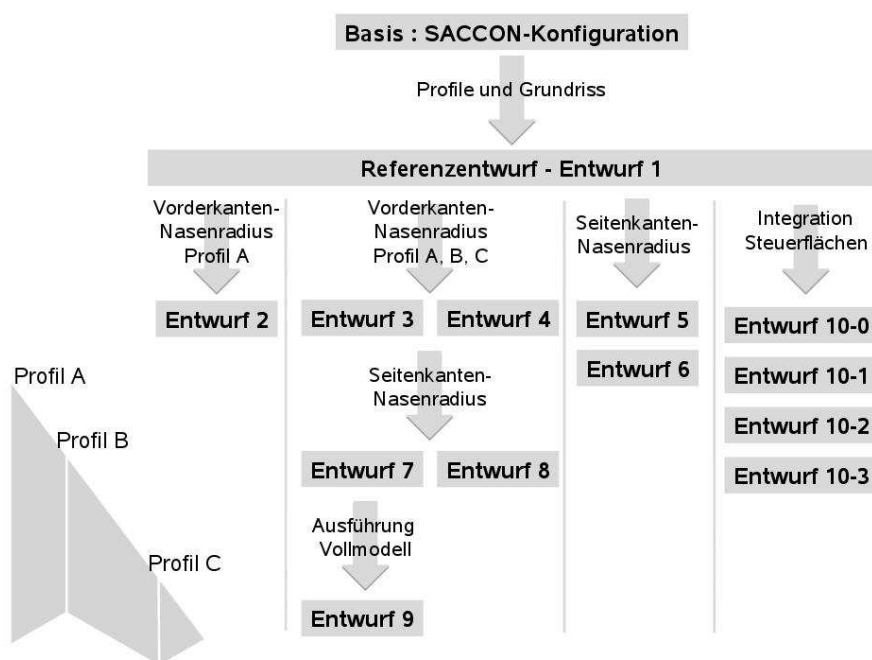 Basis : SACCON-Konfiguration
Profile und Grundriss
Referenzentwurf - Entwurf 1
Vorderkanten-
Nasenradius
Profil A
Entwurf 2
Vorderkanten-
Nasenradius
Profil A, B, C
Entwurf 3
Entwurf 4
Seitenkanten-
Nasenradius
Entwurf 7
Entwurf 8
Ausführung
Vollmodell
Entwurf 9
Seitenkanten-
Nasenradius
Entwurf 5
Entwurf 6
Integration
Steuerflächen
Entwurf 10-0
Entwurf 10-1
Entwurf 10-2
Entwurf 10-3
Profil A
Profil B
Profil C